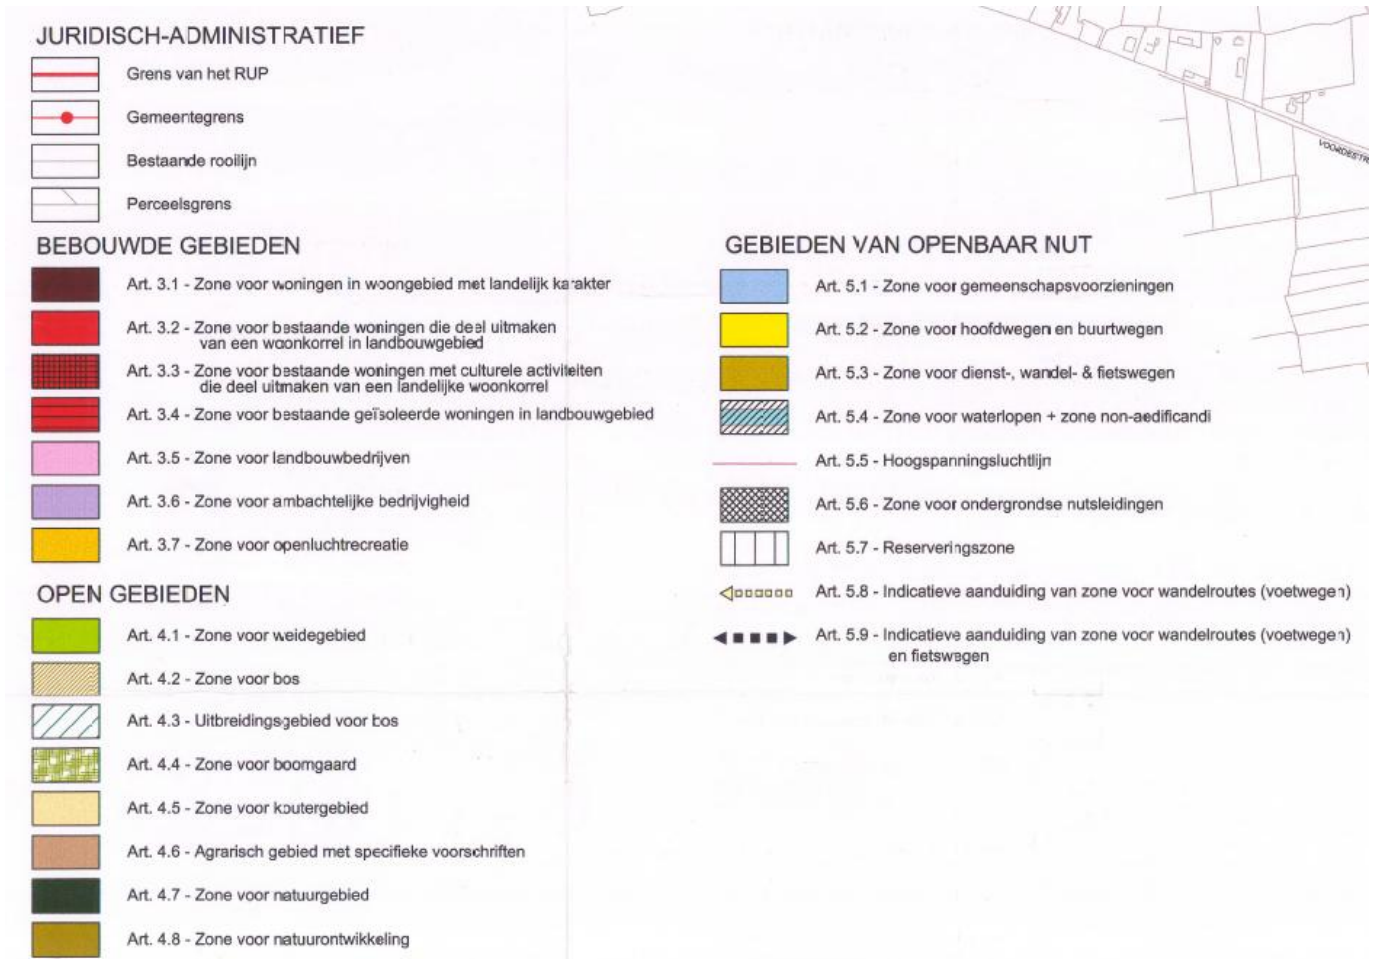 JURIDISCH-ADMINISTRATIEF
Grens van het RUP
Gemeentegrens
Bestaande rooilijn
Perceelsgrens
BEBOUWDE GEBIEDEN
Art. 3.1 - Zone voor woningen in woongebied met landelijk karakter
Art. 3.2 - Zone voor bestaande woningen die deel uitmaken
van een woonkorrel in landbouwgebied
Art. 3.3 - Zone voor bestaande woningen met culturele activiteiten
die deel uitmaken van een landelijke woonkorrel
Art. 3.4 - Zone voor bestaande geïsoleerde woningen in landbouwgebied
Art. 3.5 - Zone voor landbouwbedrijven
Art. 3.6 - Zone voor ambachtelijke bedrijvigheid
Art. 3.7 - Zone voor openluchtrecreatie
OPEN GEBIEDEN
Art. 4.1 - Zone voor weidegebied
Art. 4.2 - Zone voor bos
Art. 4.3 - Uitbreidingsgebied voor bos
Art. 4.4 - Zone voor boomgaard
Art. 4.5 - Zone voor koutergebied
Art. 4.6 - Agrarisch gebied met specifieke voorschriften
Art. 4.7 - Zone voor natuurgebied
Art. 4.8 - Zone voor natuurontwikkeling
GEBIEDEN VAN OPENBAAR NUT
Art. 5.1 - Zone voor gemeenschapsvoorzieningen
Art. 5.2 - Zone voor hoofdwegen en buurtwegen
Art. 5.3 - Zone voor dienst-, wandel- & fietswegen
Art. 5.4 - Zone voor waterlopen + zone non-aedificandi
Art. 5.5 - Hoogspanningsluchtlijn
Art. 5.6 - Zone voor ondergrondse nutsleidingen
Art. 5.7 - Reserveringszone
Art. 5.8 - Indicatieve aanduiding van zone voor wandelroutes (voetwegen)
Art. 5.9 - Indicatieve aanduiding van zone voor wandelroutes (voetwegen)
en fietswegen